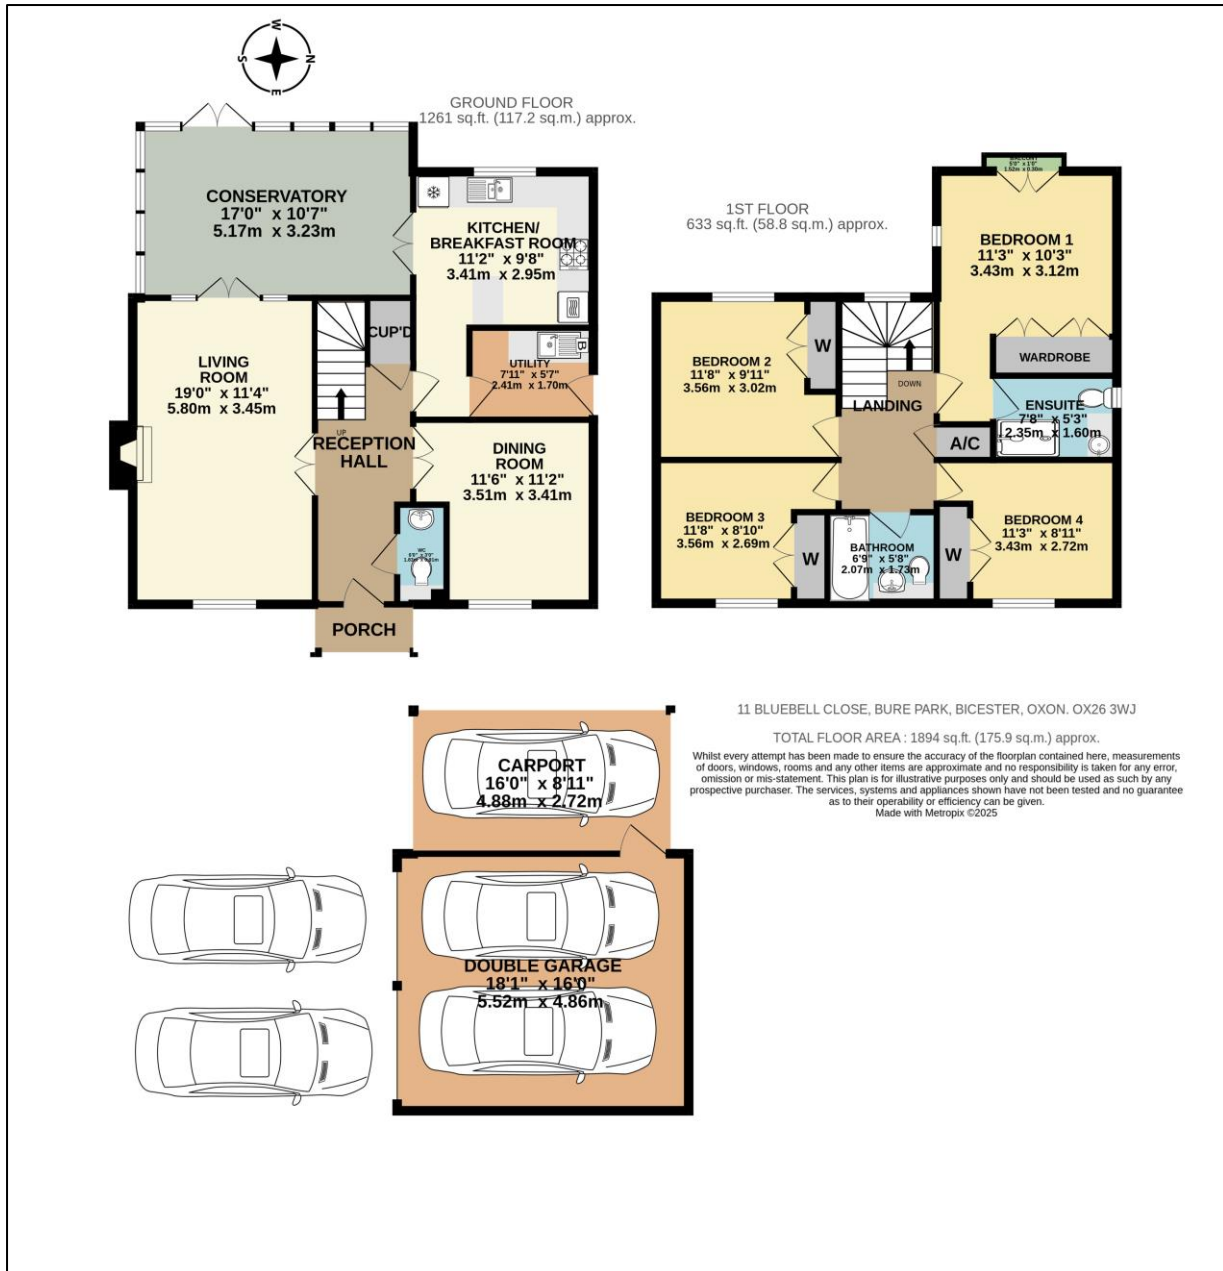 W
S
N
E
GROUND FLOOR
1261 sq.ft. (117.2 sq.m.) approx.
CONSERVATORY
17'0" x 10'7"
5.17m x 3.23m
KITCHEN/
BREAKFAST ROOM
11'2" x 9'8"
3.41m x 2.95m
CUP'D
LIVING
ROOM
19'0" x 11'4"
5.80m x 3.45m
UTILITY
7'11" x 5'7"
2.41m x 1.70m
B
UP
RECEPTION
HALL
DINING
ROOM
11'6" x 11'2"
3.51m x 3.41m
WC
PORCH
1ST FLOOR
633 sq.ft. (58.8 sq.m.) approx.
BALCONY
BEDROOM 1
11'3" x 10'3"
3.43m x 3.12m
WARDROBE
BEDROOM 2
11'8" x 9'11"
3.56m x 3.02m
W
DOWN
LANDING
ENSUITE
7'8" x 5'3"
2.35m x 1.60m
A/C
BEDROOM 3
11'8" x 8'10"
3.56m x 2.69m
W
BATHROOM
6'9" x 5'8"
2.07m x 1.73m
W
BEDROOM 4
11'3" x 8'11"
3.43m x 2.72m
CARPORT
16'0" x 8'11"
4.88m x 2.72m
DOUBLE GARAGE
18'1" x 16'0"
5.52m x 4.86m
11 BLUEBELL CLOSE, BURE PARK, BICESTER, OXON. OX26 3WJ
TOTAL FLOOR AREA : 1894 sq.ft. (175.9 sq.m.) approx.
Whilst every attempt has been made to ensure the accuracy of the floorplan contained here, measurements
of doors, windows, rooms and any other items are approximate and no responsibility is taken for any error,
omission or mis-statement. This plan is for illustrative purposes only and should be used as such by any
prospective purchaser. The services, systems and appliances shown have not been tested and no guarantee
as to their operability or efficiency can be given.
Made with Metropix ©2025